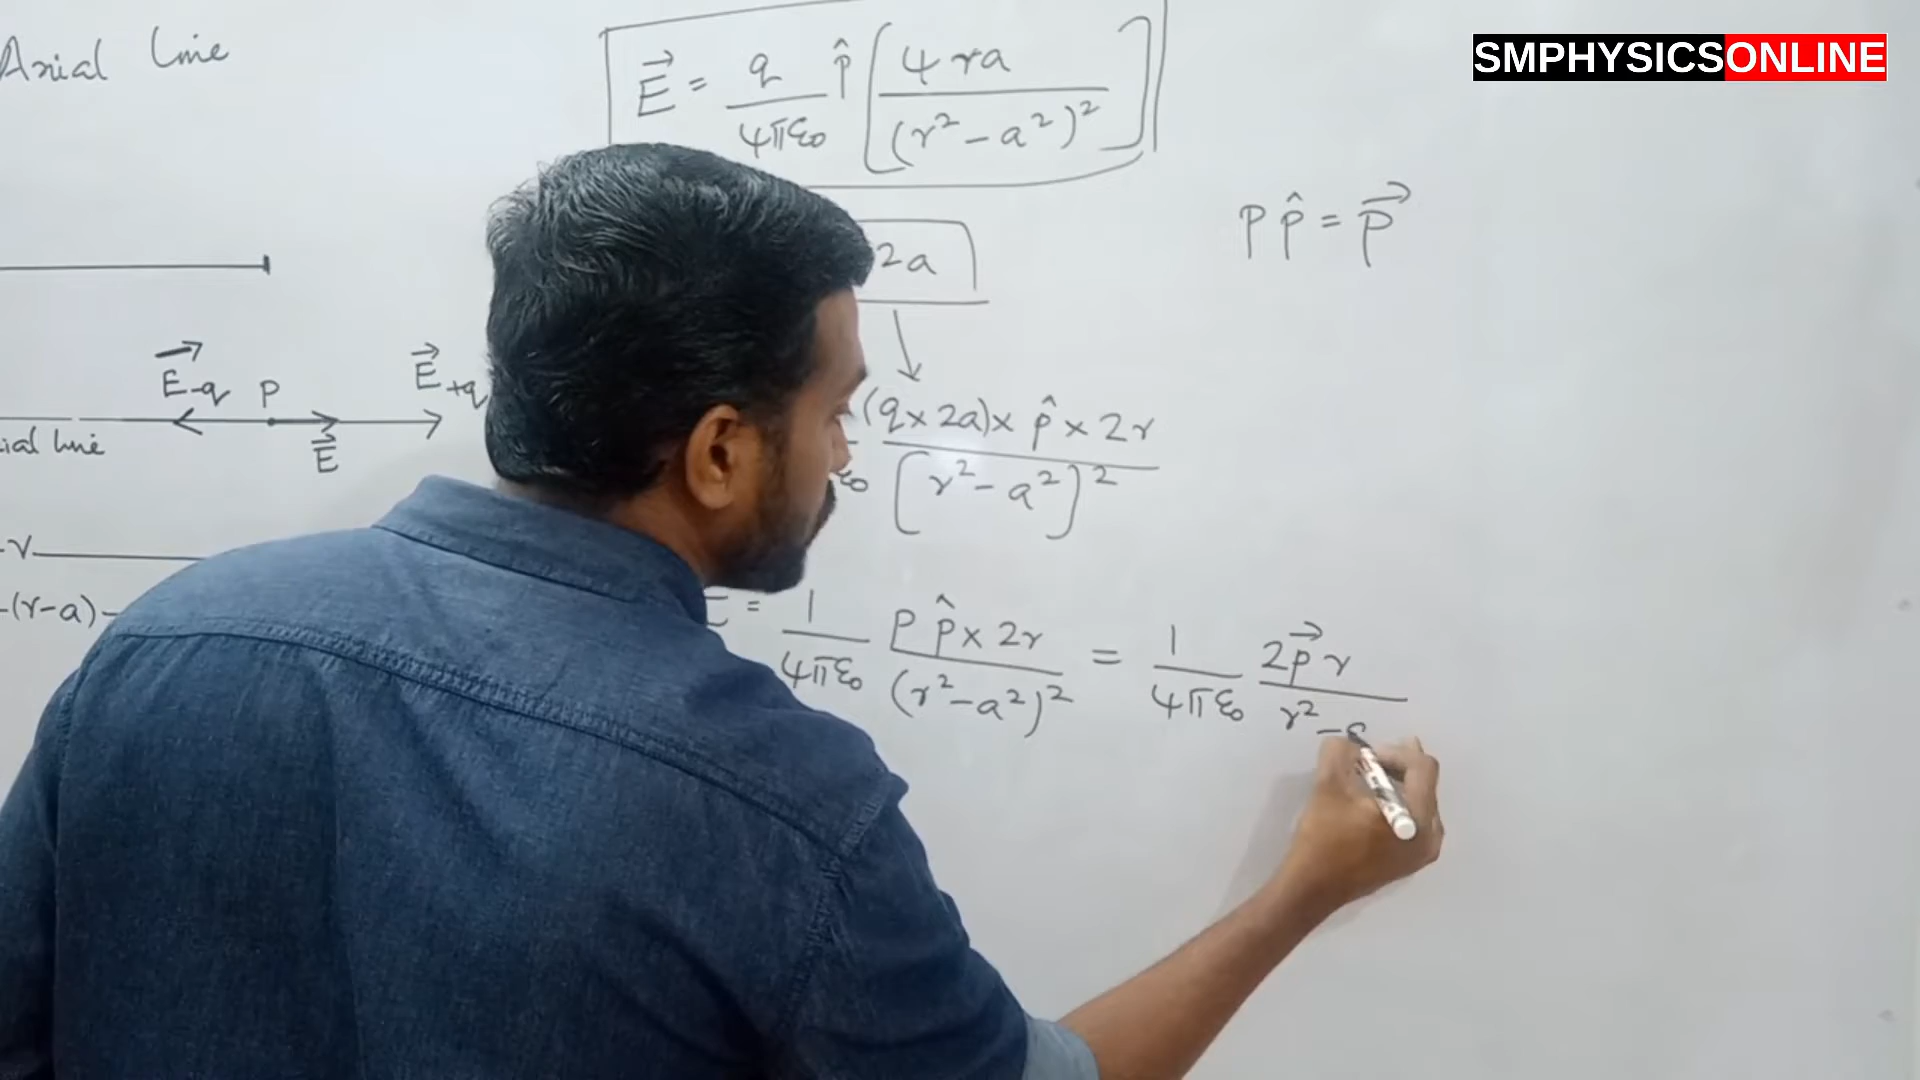 SMPHYSICSONLINE
Axial line
E⃗ = q/4πε₀ p̂ [4ra/(r² – a²)²]
2a
p p̂ = p⃗
E⃗-q P E⃗+q
E⃗
ial line
ε₀ (q × 2a) × p̂ × 2r/[r² – a²]²
r
(r-a)
= 1/4πε₀ p p̂ × 2r/(r² – a²)² = 1/4πε₀ 2p⃗ r/r² –